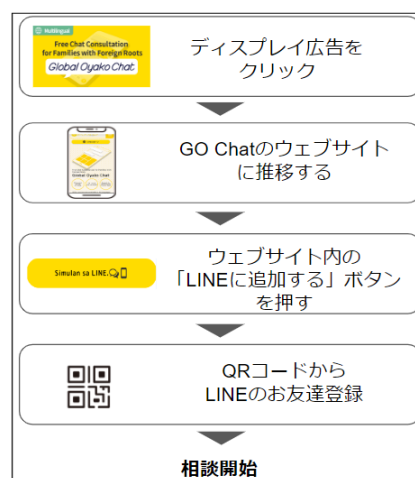 Multilingual
Free Chat Consultation
for Families with Foreign Roots
Global Oyako Chat
ディスプレイ広告を
クリック
Global Oyako Chat
GO Chatのウェブサイト
に推移する
Simulan sa LINE.
ウェブサイト内の
「LINEに追加する」ボタン
を押す
QRコードから
LINEのお友達登録
相談開始